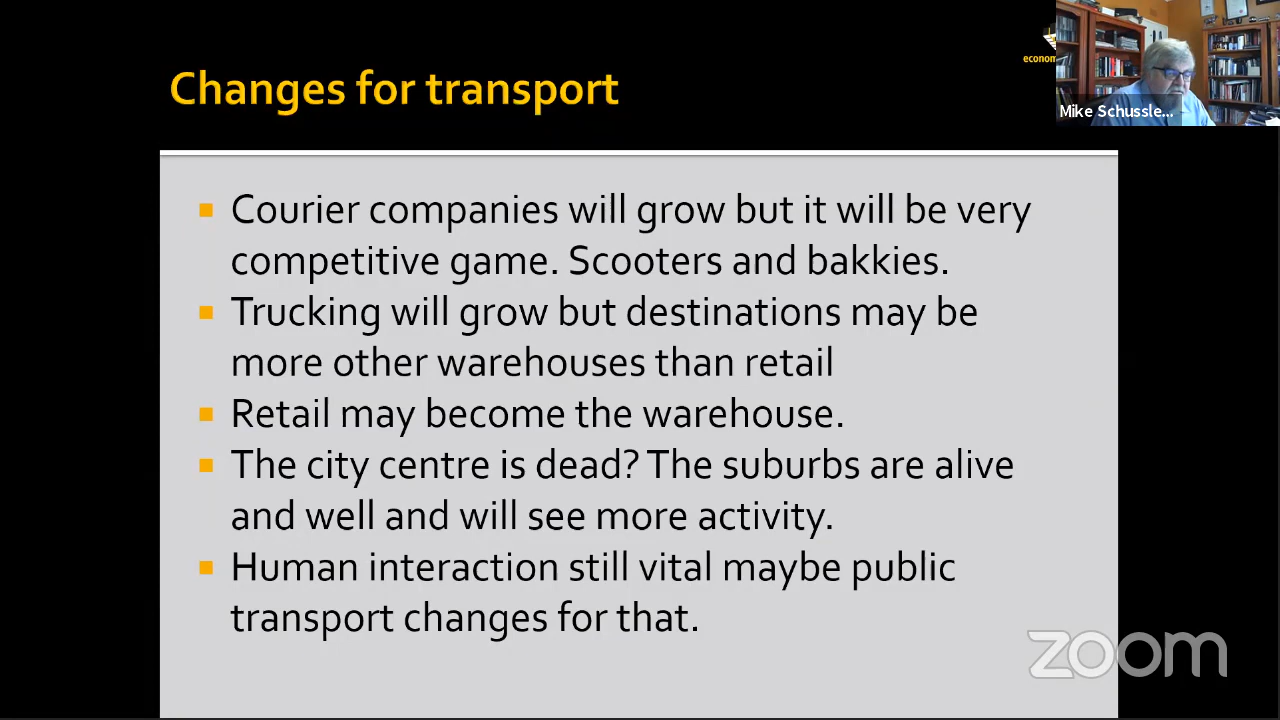 Changes for transport
econom
Mike Schussle...
Courier companies will grow but it will be very
competitive game. Scooters and bakkies.
Trucking will grow but destinations may be
more other warehouses than retail
Retail may become the warehouse.
The city centre is dead? The suburbs are alive
and well and will see more activity.
Human interaction still vital maybe public
transport changes for that.
zoom